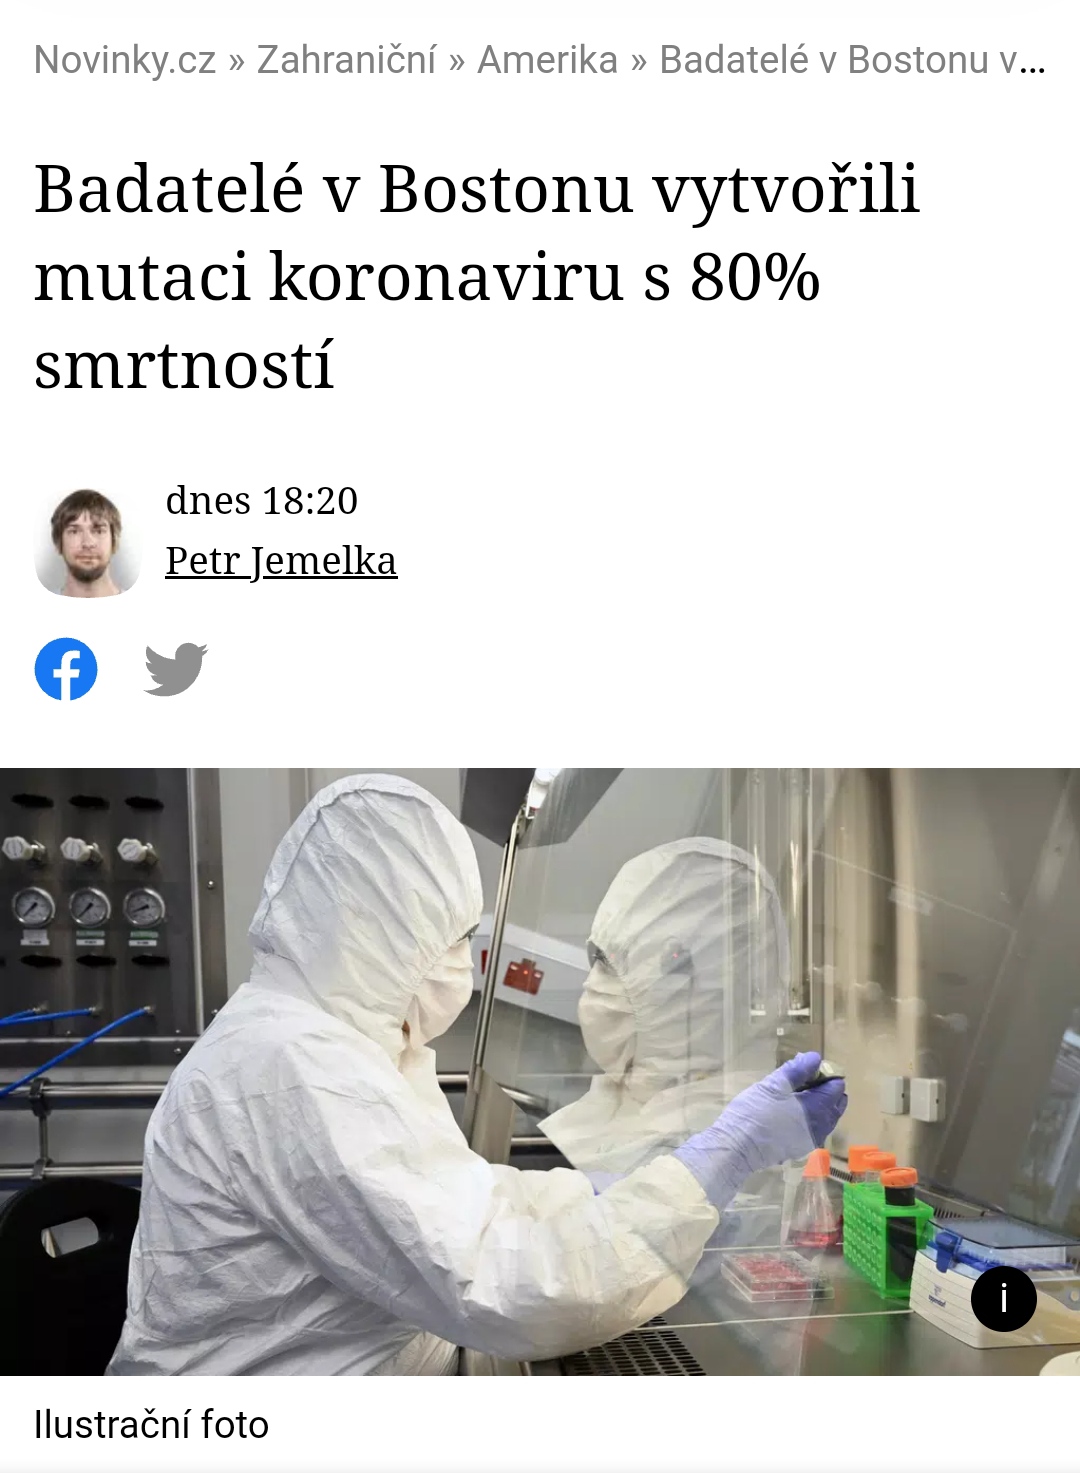 Novinky.cz » Zahraniční » Amerika » Badatelé v Bostonu v...
Badatelé v Bostonu vytvořili
mutaci koronaviru s 80%
smrtností
dnes 18:20
Petr Jemelka
i
Ilustrační foto